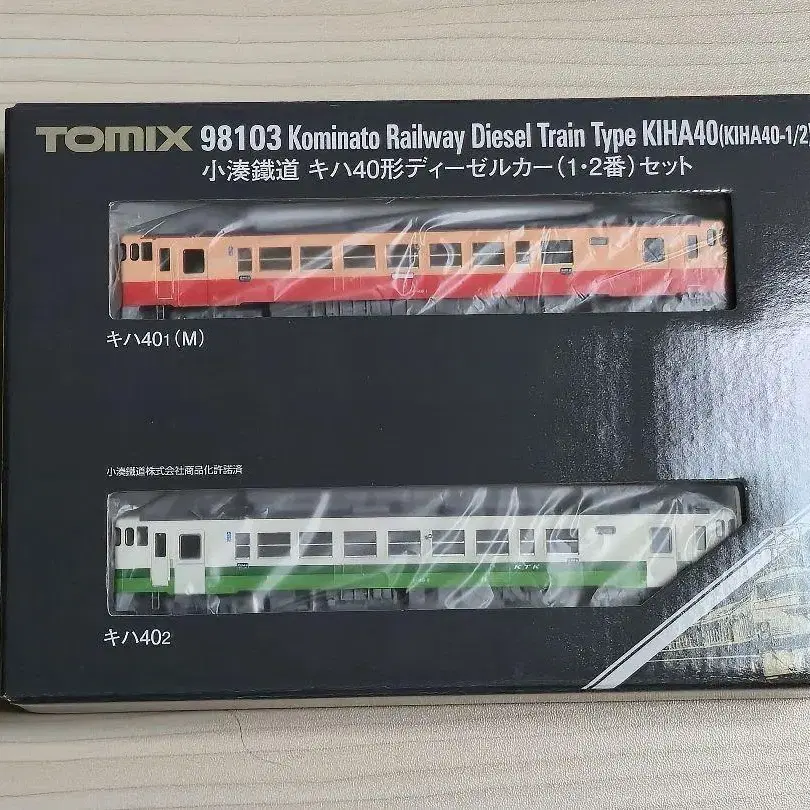 TOMIX 98103 Kominato Railway Diesel Train Type KIHA40(KIHA40-1/2)
小湊鐵道 キハ40形ディーゼルカー(1・2番)セット
キハ401(M)
小湊鐵道株式会社商品化許諾済
KTK
キハ402